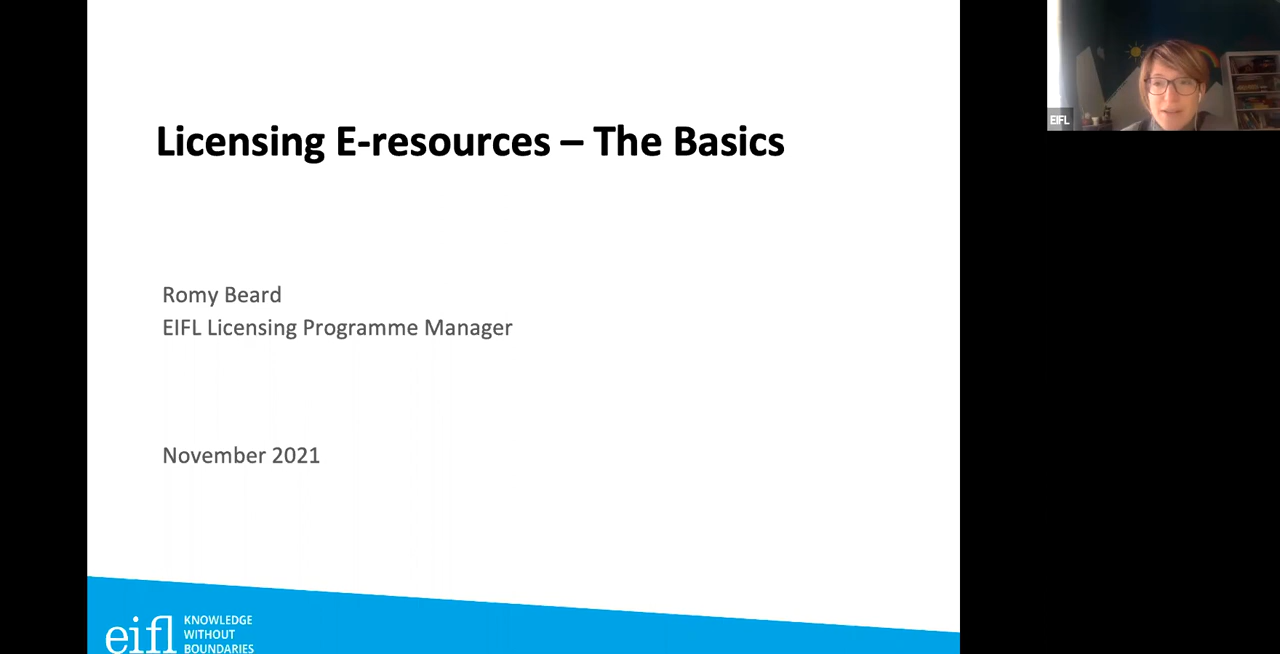 Licensing E-resources – The Basics
Romy Beard
EIFL Licensing Programme Manager
November 2021
eifl
KNOWLEDGE
WITHOUT
BOUNDARIES
EIFL